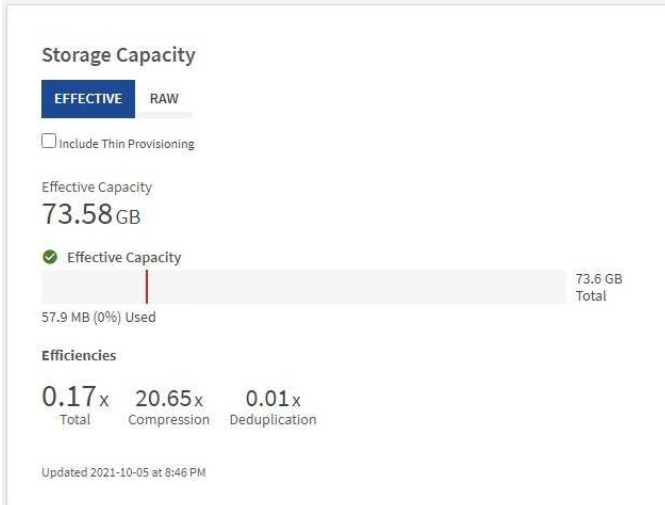 Storage Capacity
EFFECTIVE RAW
Include Thin Provisioning
Effective Capacity
73.58 GB
Effective Capacity
73.6 GB
Total
57.9 MB (0%) Used
Efficiencies
0.17x 20.65x 0.01x
Total Compression Deduplication
Updated 2021-10-05 at 8:46 PM